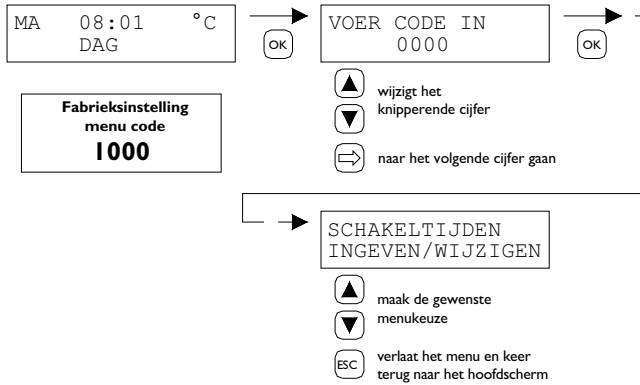 MA 08:01 °C
DAG
OK
VOER CODE IN
0000
OK
Fabrieksinstelling
menu code
1000
wijzigt het
knipperende cijfer
naar het volgende cijfer gaan
SCHAKELTIJDEN
INGEVEN/WIJZIGEN
maak de gewenste
menukeuze
ESC
verlaat het menu en keer
terug naar het hoofdscherm